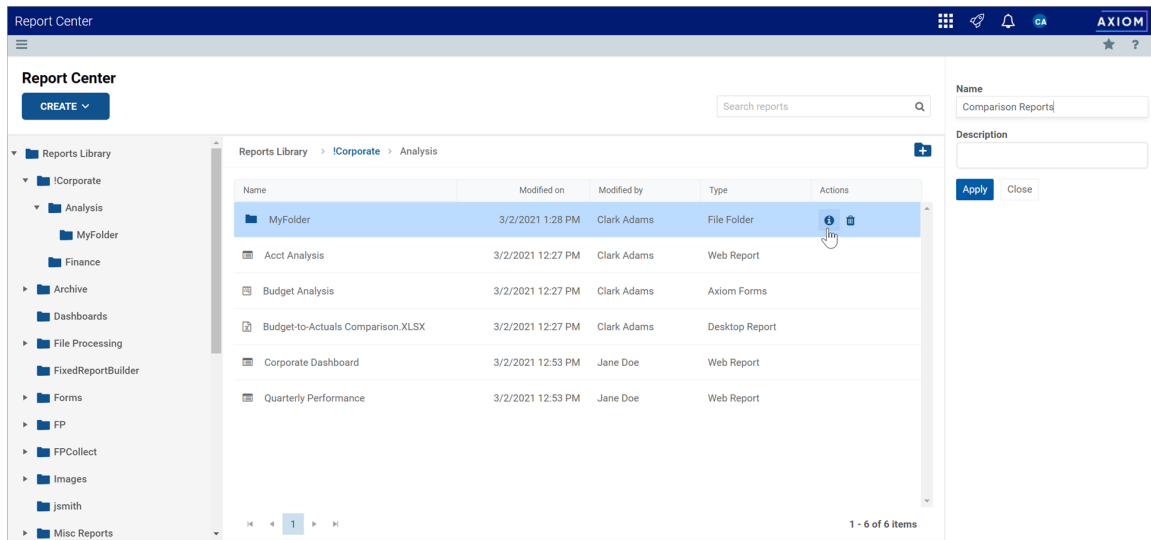 Report Center
CA
AXIOM
?
Report Center
CREATE
Search reports
Reports Library
!Corporate
Analysis
MyFolder
Finance
Archive
Dashboards
File Processing
FixedReportBuilder
Forms
FP
FPCollect
Images
jsmith
Misc Reports
Reports Library > !Corporate > Analysis
Name Modified on Modified by Type Actions
MyFolder 3/2/2021 1:28 PM Clark Adams File Folder
Acct Analysis 3/2/2021 12:27 PM Clark Adams Web Report
Budget Analysis 3/2/2021 12:27 PM Clark Adams Axiom Forms
Budget-to-Actuals Comparison.XLSX 3/2/2021 12:27 PM Clark Adams Desktop Report
Corporate Dashboard 3/2/2021 12:53 PM Jane Doe Web Report
Quarterly Performance 3/2/2021 12:53 PM Jane Doe Web Report
1
1 - 6 of 6 items
Name
Comparison Reports
Description
Apply Close